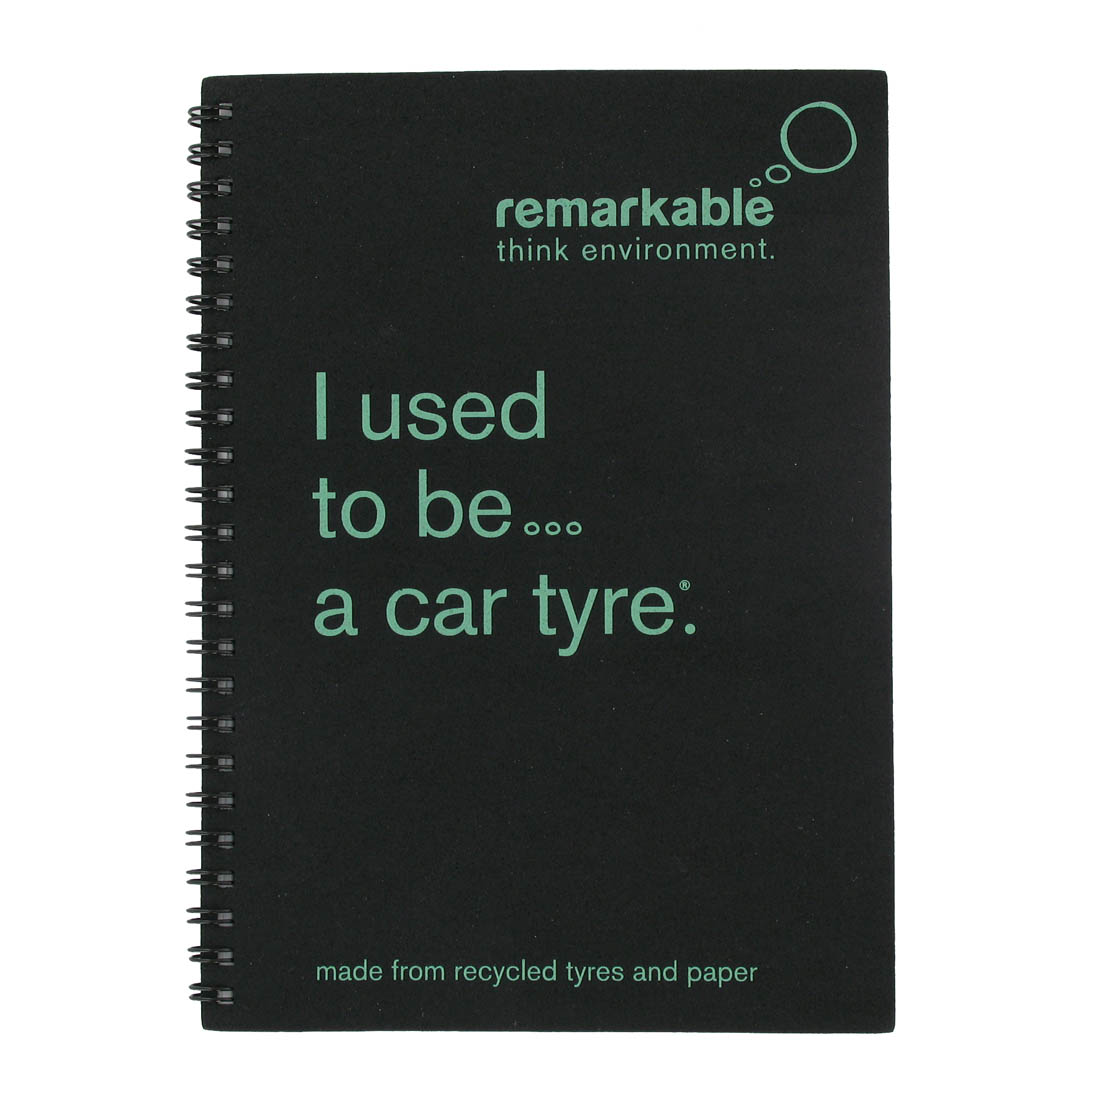 remarkable
think environment.
I used
to be...
a car tyre®.
made from recycled tyres and paper